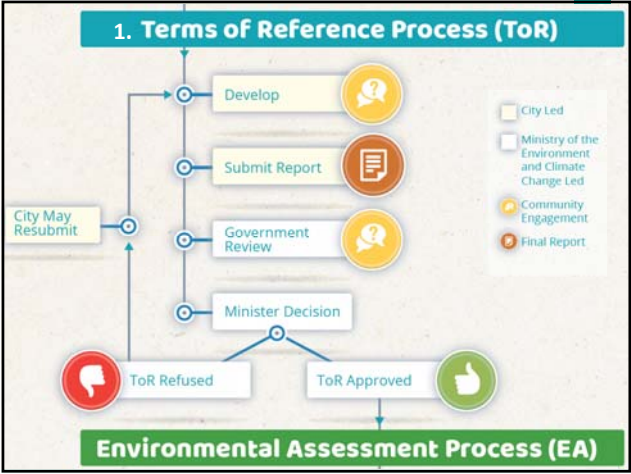 1. Terms of Reference Process (ToR)
Develop
Submit Report
Government
Review
Minister Decision
City May
Resubmit
ToR Refused
ToR Approved
City Led
Ministry of the
Environment
and Climate
Change Led
Community
Engagement
Final Report
Environmental Assessment Process (EA)